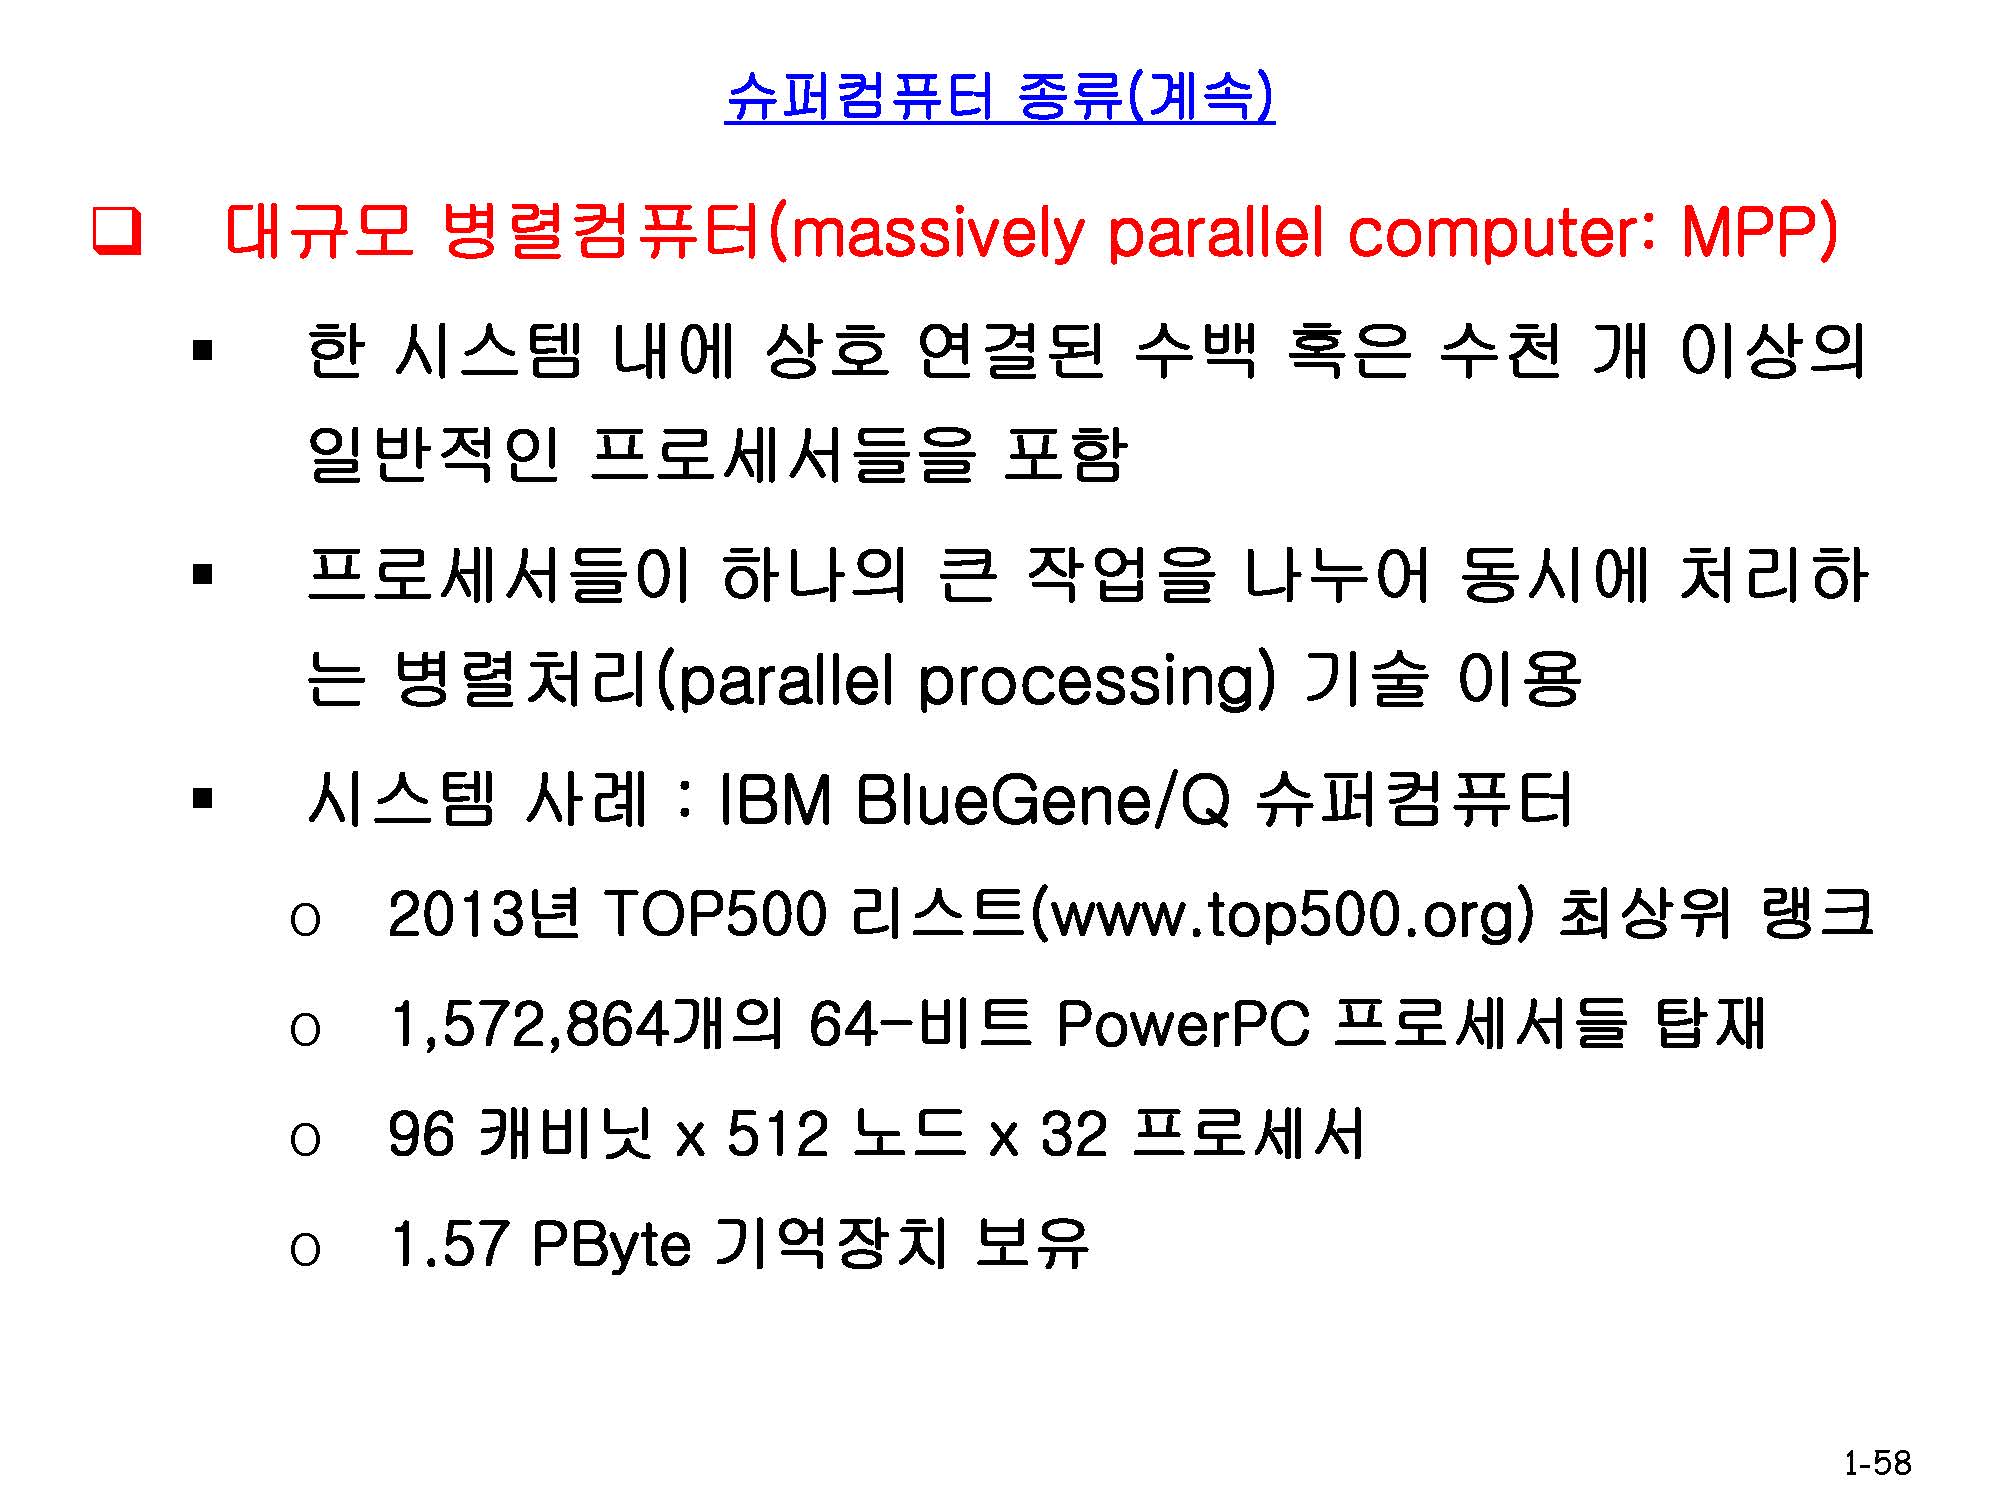 슈퍼컴퓨터 종류(계속)
❑ 대규모 병렬컴퓨터(massively parallel computer: MPP)
▪ 한 시스템 내에 상호 연결된 수백 혹은 수천 개 이상의
일반적인 프로세서들을 포함
▪ 프로세서들이 하나의 큰 작업을 나누어 동시에 처리하
는 병렬처리(parallel processing) 기술 이용
▪ 시스템 사례 : IBM BlueGene/Q 슈퍼컴퓨터
o 2013년 TOP500 리스트(www.top500.org) 최상위 랭크
o 1,572,864개의 64-비트 PowerPC 프로세서들 탑재
o 96 캐비닛 x 512 노드 x 32 프로세서
o 1.57 PByte 기억장치 보유
1-58